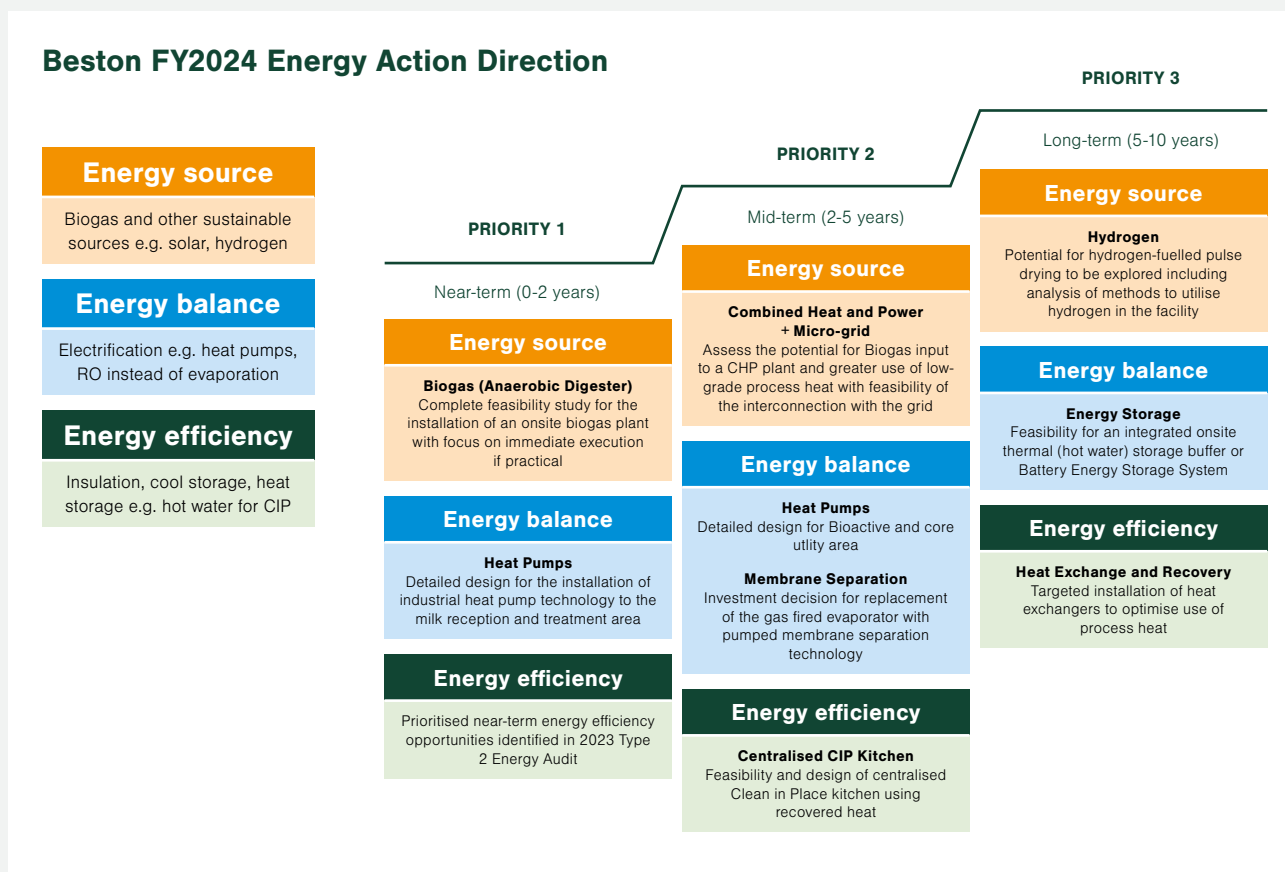 Beston FY2024 Energy Action Direction
Energy source
Biogas and other sustainable
sources e.g. solar, hydrogen
Energy balance
Electrification e.g. heat pumps,
RO instead of evaporation
Energy efficiency
Insulation, cool storage, heat
storage e.g. hot water for CIP
PRIORITY 1
Near-term (0-2 years)
Energy source
Biogas (Anaerobic Digester)
Complete feasibility study for the
installation of an onsite biogas plant
with focus on immediate execution
if practical
Energy balance
Heat Pumps
Detailed design for the installation of
industrial heat pump technology to the
milk reception and treatment area
Energy efficiency
Prioritised near-term energy efficiency
opportunities identified in 2023 Type
2 Energy Audit
PRIORITY 2
Mid-term (2-5 years)
Energy source
Combined Heat and Power
+ Micro-grid
Assess the potential for Biogas input
to a CHP plant and greater use of low-
grade process heat with feasibility of
the interconnection with the grid
Energy balance
Heat Pumps
Detailed design for Bioactive and core
utlity area
Membrane Separation
Investment decision for replacement
of the gas fired evaporator with
pumped membrane separation
technology
Energy efficiency
Centralised CIP Kitchen
Feasibility and design of centralised
Clean in Place kitchen using
recovered heat
PRIORITY 3
Long-term (5-10 years)
Energy source
Hydrogen
Potential for hydrogen-fuelled pulse
drying to be explored including
analysis of methods to utilise
hydrogen in the facility
Energy balance
Energy Storage
Feasibility for an integrated onsite
thermal (hot water) storage buffer or
Battery Energy Storage System
Energy efficiency
Heat Exchange and Recovery
Targeted installation of heat
exchangers to optimise use of
process heat